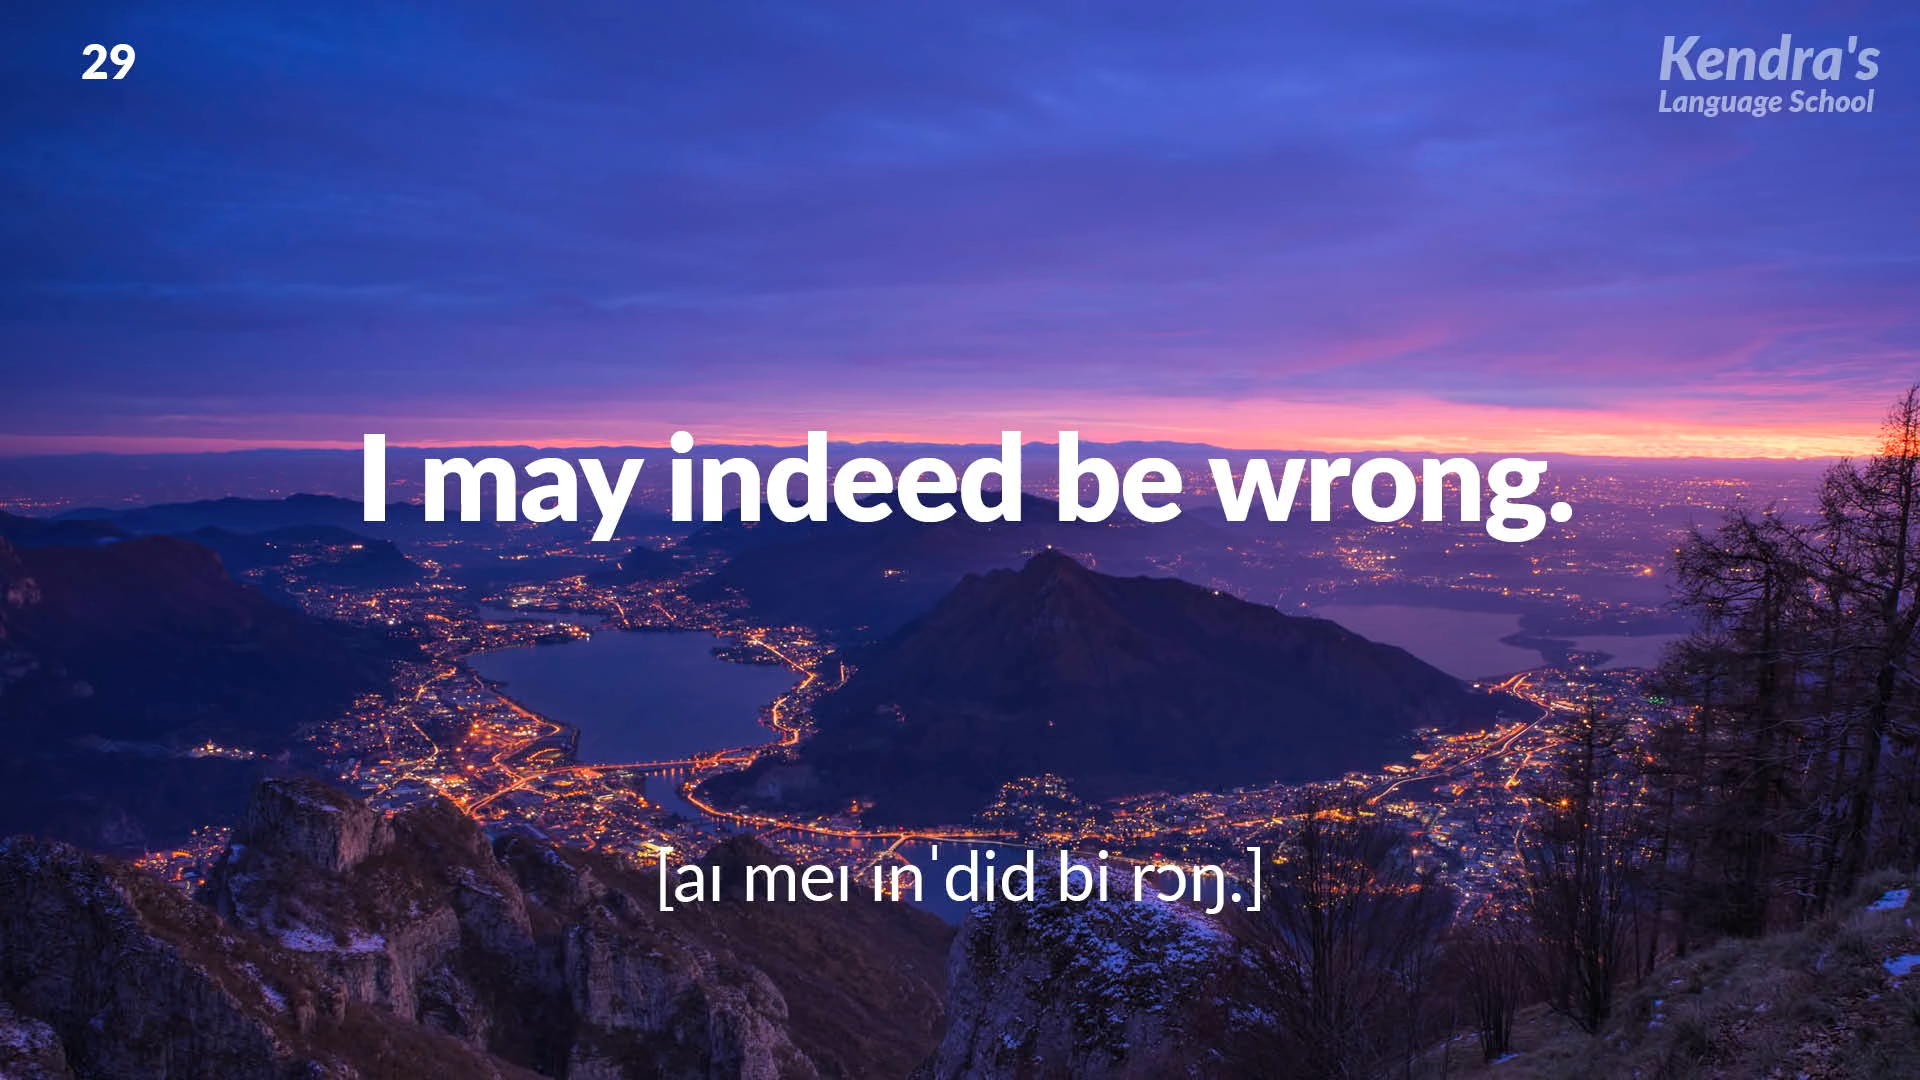 29
Kendra's
Language School
I may indeed be wrong.
[aɪ meɪ ɪnˈdid bi rɔŋ.]